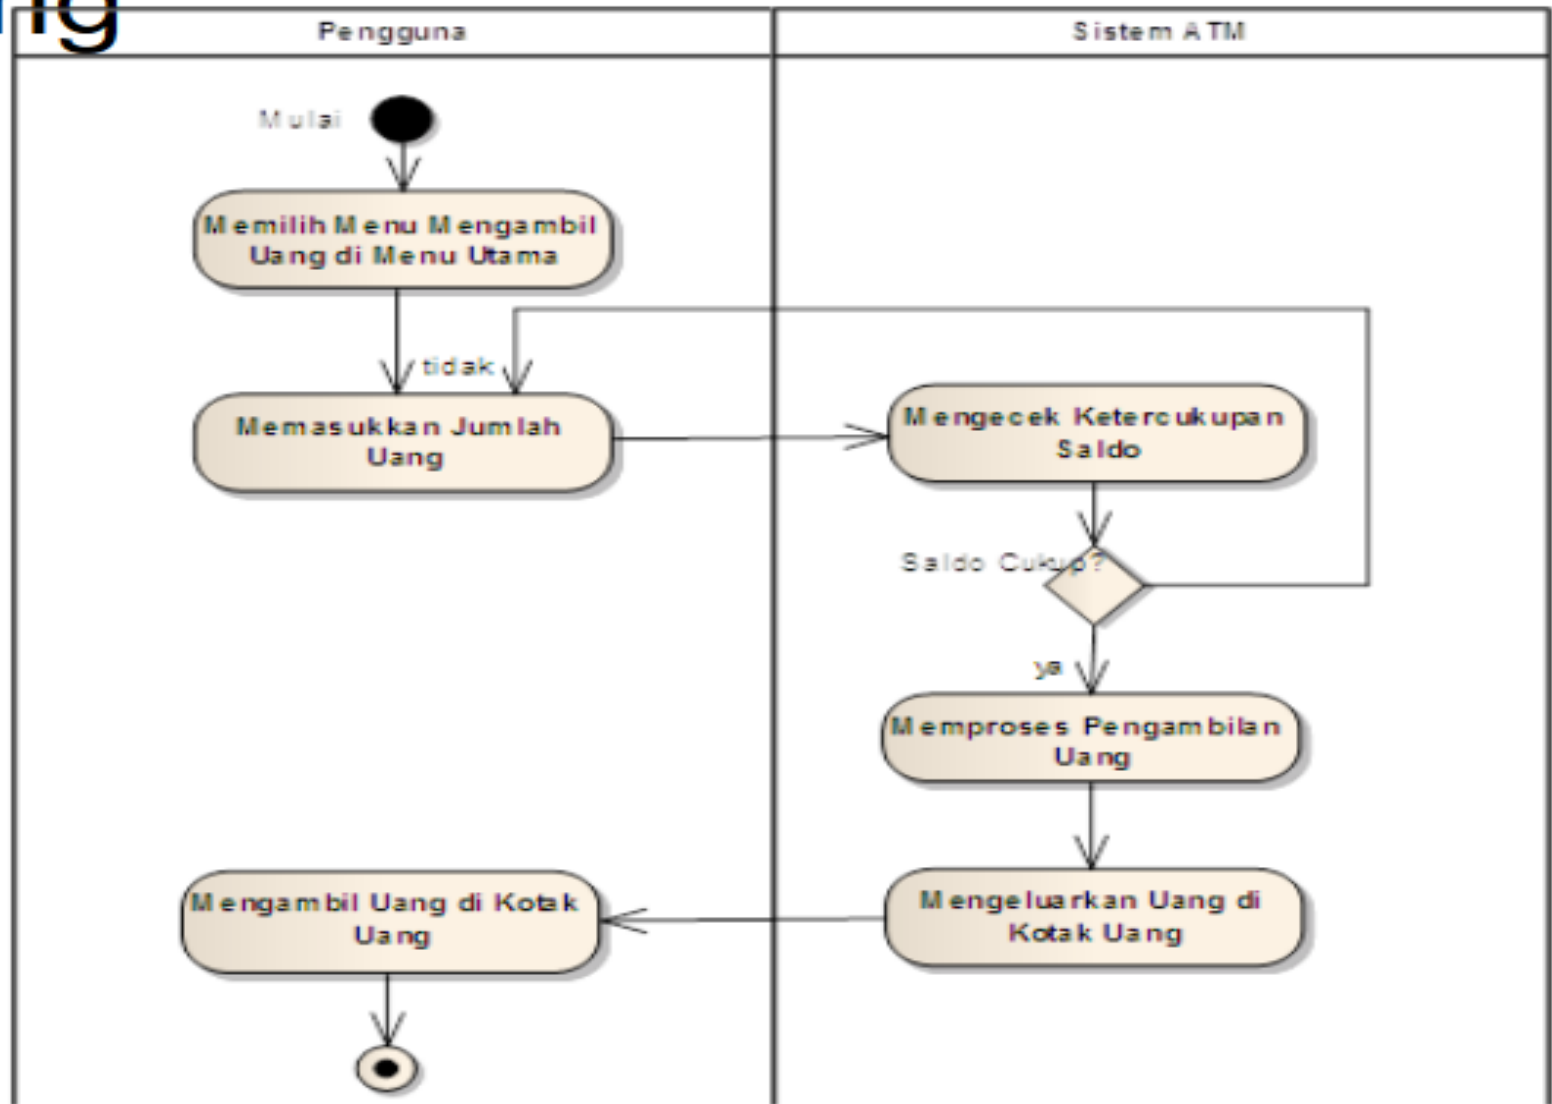 ng
Pengguna
Sistem ATM
Mulai
Memilih Menu Mengambil
Uang di Menu Utama
tidak
Memasukkan Jumlah
Uang
Mengecek Ketercukupan
Saldo
Saldo Cukup?
ya
Memproses Pengambilan
Uang
Mengeluarkan Uang di
Kotak Uang
Mengambil Uang di Kotak
Uang